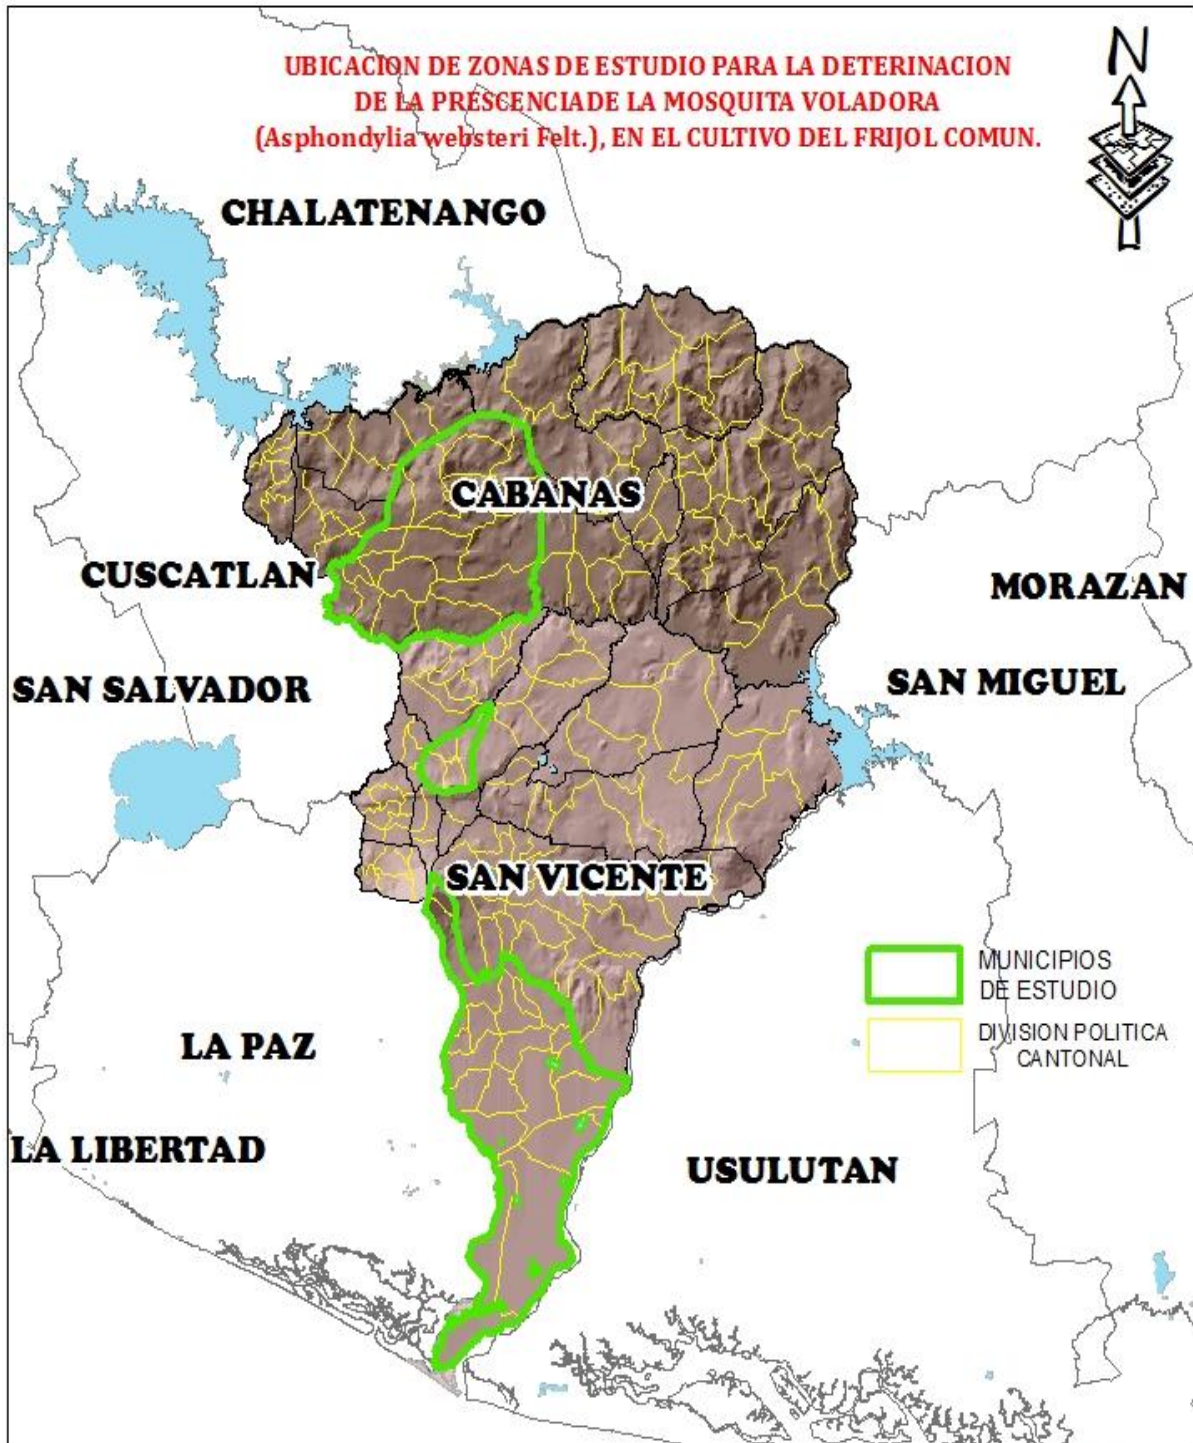 UBICACION DE ZONAS DE ESTUDIO PARA LA DETERINACION
DE LA PRESCENCIADE LA MOSQUITA VOLADORA
(Asphondylia websteri Felt.), EN EL CULTIVO DEL FRIJOL COMUN.
N
CHALATENANGO
CABANAS
CUSCATLAN
MORAZAN
SAN SALVADOR
SAN MIGUEL
SAN VICENTE
MUNICIPIOS
DE ESTUDIO
DIVISION POLITICA
CANTONAL
LA PAZ
LA LIBERTAD
USULUTAN